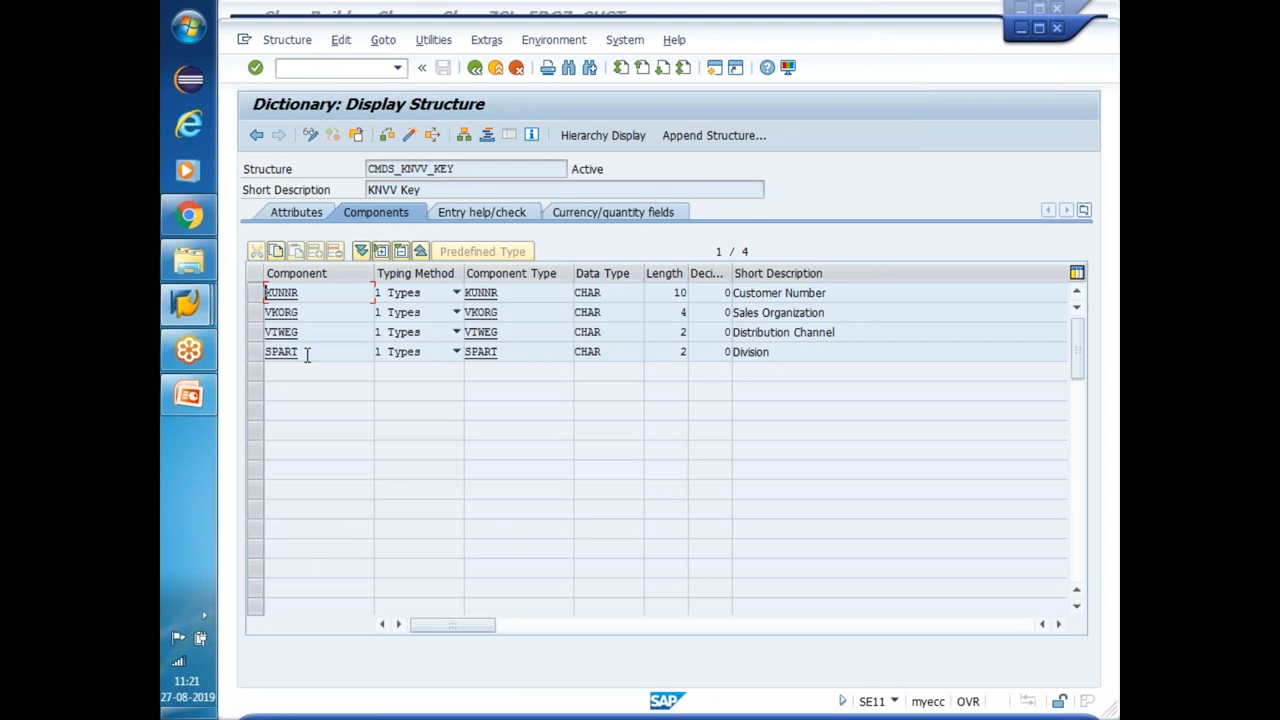 Structure Edit Goto Utilities Extras Environment System Help
Dictionary: Display Structure
Hierarchy Display Append Structure...
Structure CMDS_KNVV_KEY Active
Short Description KNVV Key
Attributes Components Entry help/check Currency/quantity fields
Predefined Type 1 / 4
Component Typing Method Component Type Data Type Length Deci... Short Description
KUNNR 1 Types KUNNR CHAR 10 0 Customer Number
VKORG 1 Types VKORG CHAR 4 0 Sales Organization
VTWEG 1 Types VTWEG CHAR 2 0 Distribution Channel
SPART 1 Types SPART CHAR 2 0 Division
SAP SE11 myecc OVR
11:21
27-08-2019